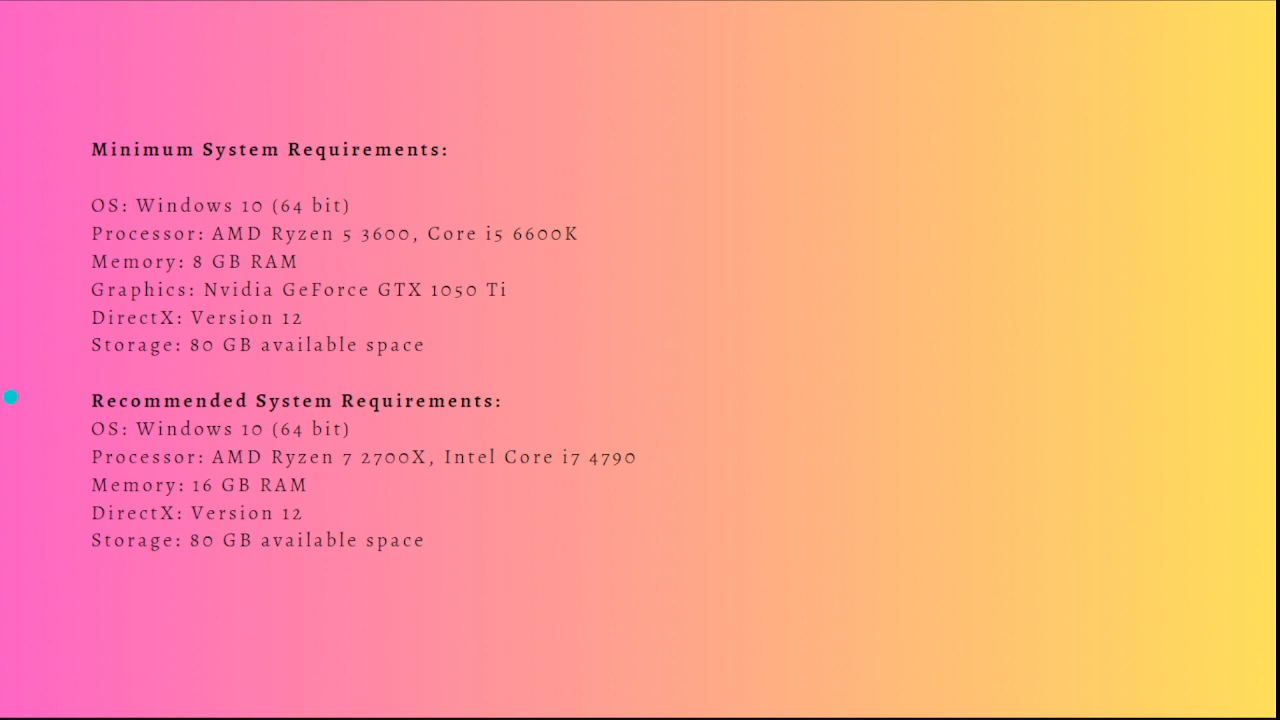 Minimum System Requirements:
OS: Windows 10 (64 bit)
Processor: AMD Ryzen 5 3600, Core i5 6600K
Memory: 8 GB RAM
Graphics: Nvidia GeForce GTX 1050 Ti
DirectX: Version 12
Storage: 80 GB available space
Recommended System Requirements:
OS: Windows 10 (64 bit)
Processor: AMD Ryzen 7 2700X, Intel Core i7 4790
Memory: 16 GB RAM
DirectX: Version 12
Storage: 80 GB available space